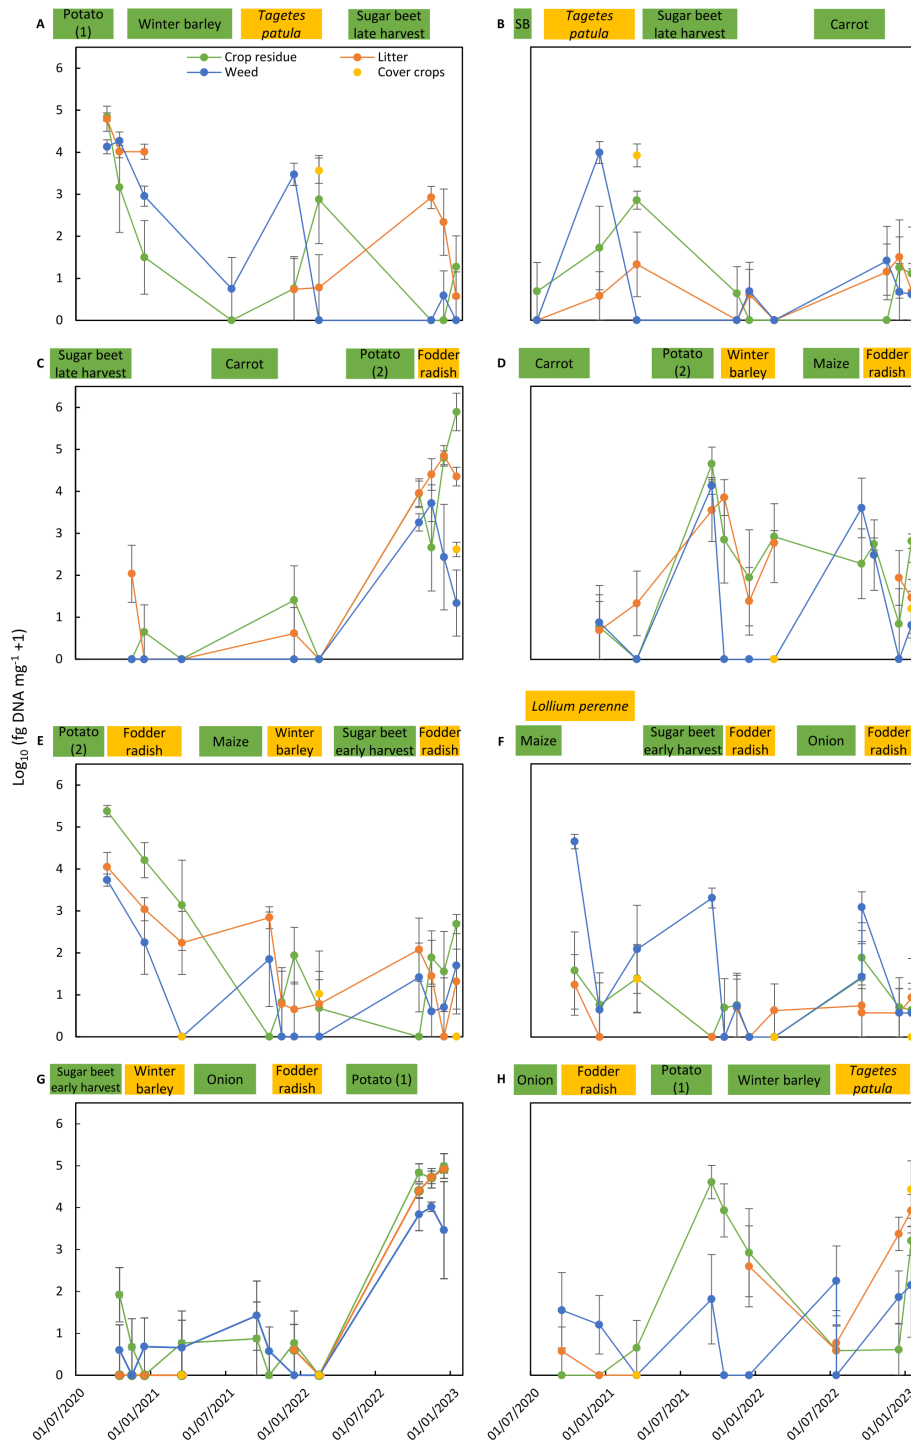 A
Potato
(1)
Winter barley
Tagetes
patula
Sugar beet
late harvest
Crop residue
Litter
Weed
Cover crops
6
5
4
3
2
1
0
B
SB
Tagetes
patula
Sugar beet
late harvest
Carrot
C
Sugar beet
late harvest
Carrot
Potato
(2)
Fodder
radish
6
5
4
3
2
1
0
D
Carrot
Potato
(2)
Winter
barley
Maize
Fodder
radish
Log10 (fg DNA mg⁻¹ +1)
E
Potato
(2)
Fodder
radish
Maize
Winter
barley
Sugar beet
early harvest
Fodder
radish
6
5
4
3
2
1
0
Lollium perenne
F
Maize
Sugar beet
early harvest
Fodder
radish
Onion
Fodder
radish
G
Sugar beet
early harvest
Winter
barley
Onion
Fodder
radish
Potato (1)
6
5
4
3
2
1
0
01/07/2020
01/01/2021
01/07/2021
01/01/2022
01/07/2022
01/01/2023
H
Onion
Fodder
radish
Potato
(1)
Winter barley
Tagetes
patula
01/07/2020
01/01/2021
01/07/2021
01/01/2022
01/07/2022
01/01/2023